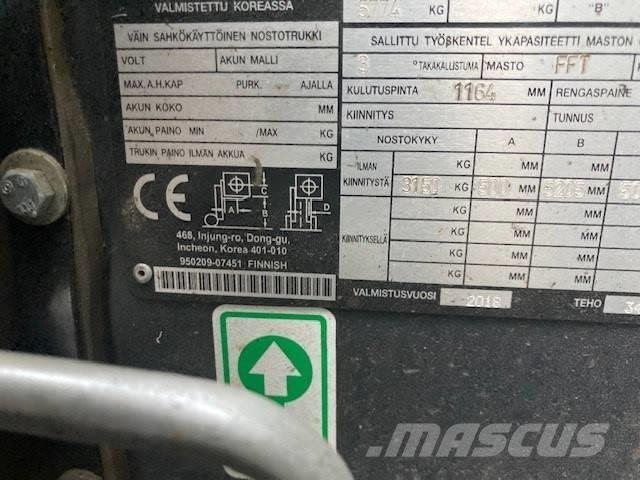 VALMISTETTU KOREASSA
VAIN SÄHKÖKÄYTTÖINEN NOSTOTRUKKI
VOLT AKUN MALLI
MAX. A.H.KAP PURK. AJALLA
AKUN KOKO MM
AKUN PAINO MIN /MAX KG
TRUKIN PAINO ILMAN AKKUA KG
CE
A B C D
468, Injung-ro, Dong-gu,
Incheon, Korea 401-010
950209-07451 FINNISH
5774 KG KG "B"
SALLITTU TYÖSKENTEL YKAPASITEETTI MASTON
3 °TAKAKALLISTUMA MASTO FFT
KULUTUSPINTA 1164 MM RENGASPAINE
KIINNITYS TUNNUS
NOSTOKYKY A B
ILMAN KG MM MM
KIINNITYSTÄ 3150 KG 500 MM 5215 MM
KG MM MM
KIINNITYKSELLÄ KG MM MM
KG MM MM
VALMISTUSVUOSI 2018 TEHO
MASCUS